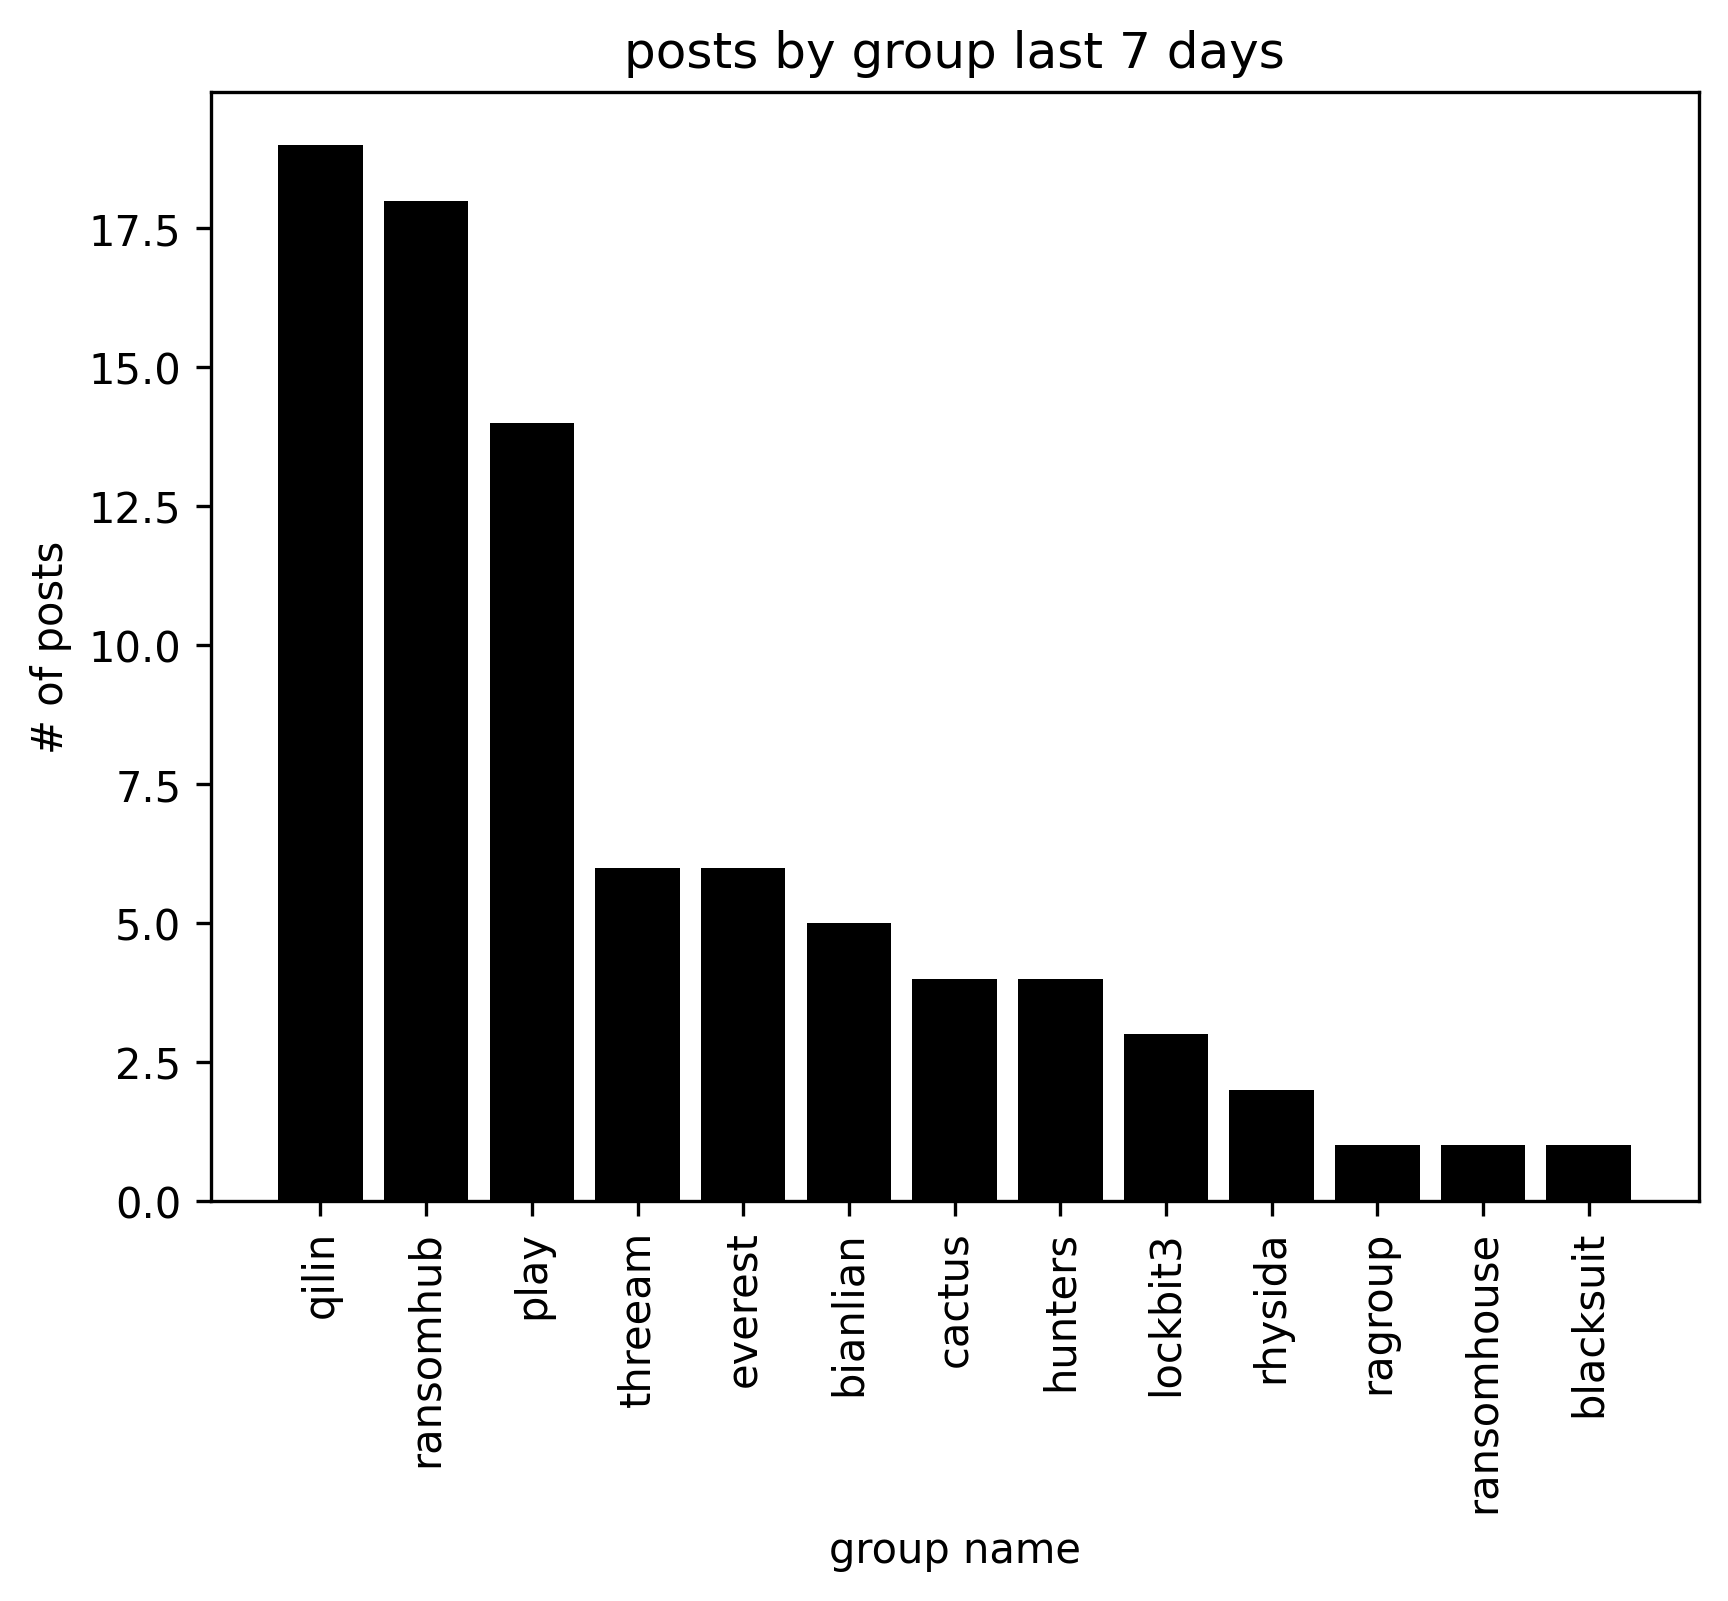 posts by group last 7 days
# of posts
17.5
15.0
12.5
10.0
7.5
5.0
2.5
0.0
qilin
ransomhub
play
threeam
everest
bianlian
cactus
hunters
lockbit3
rhysida
ragroup
ransomhouse
blacksuit
group name